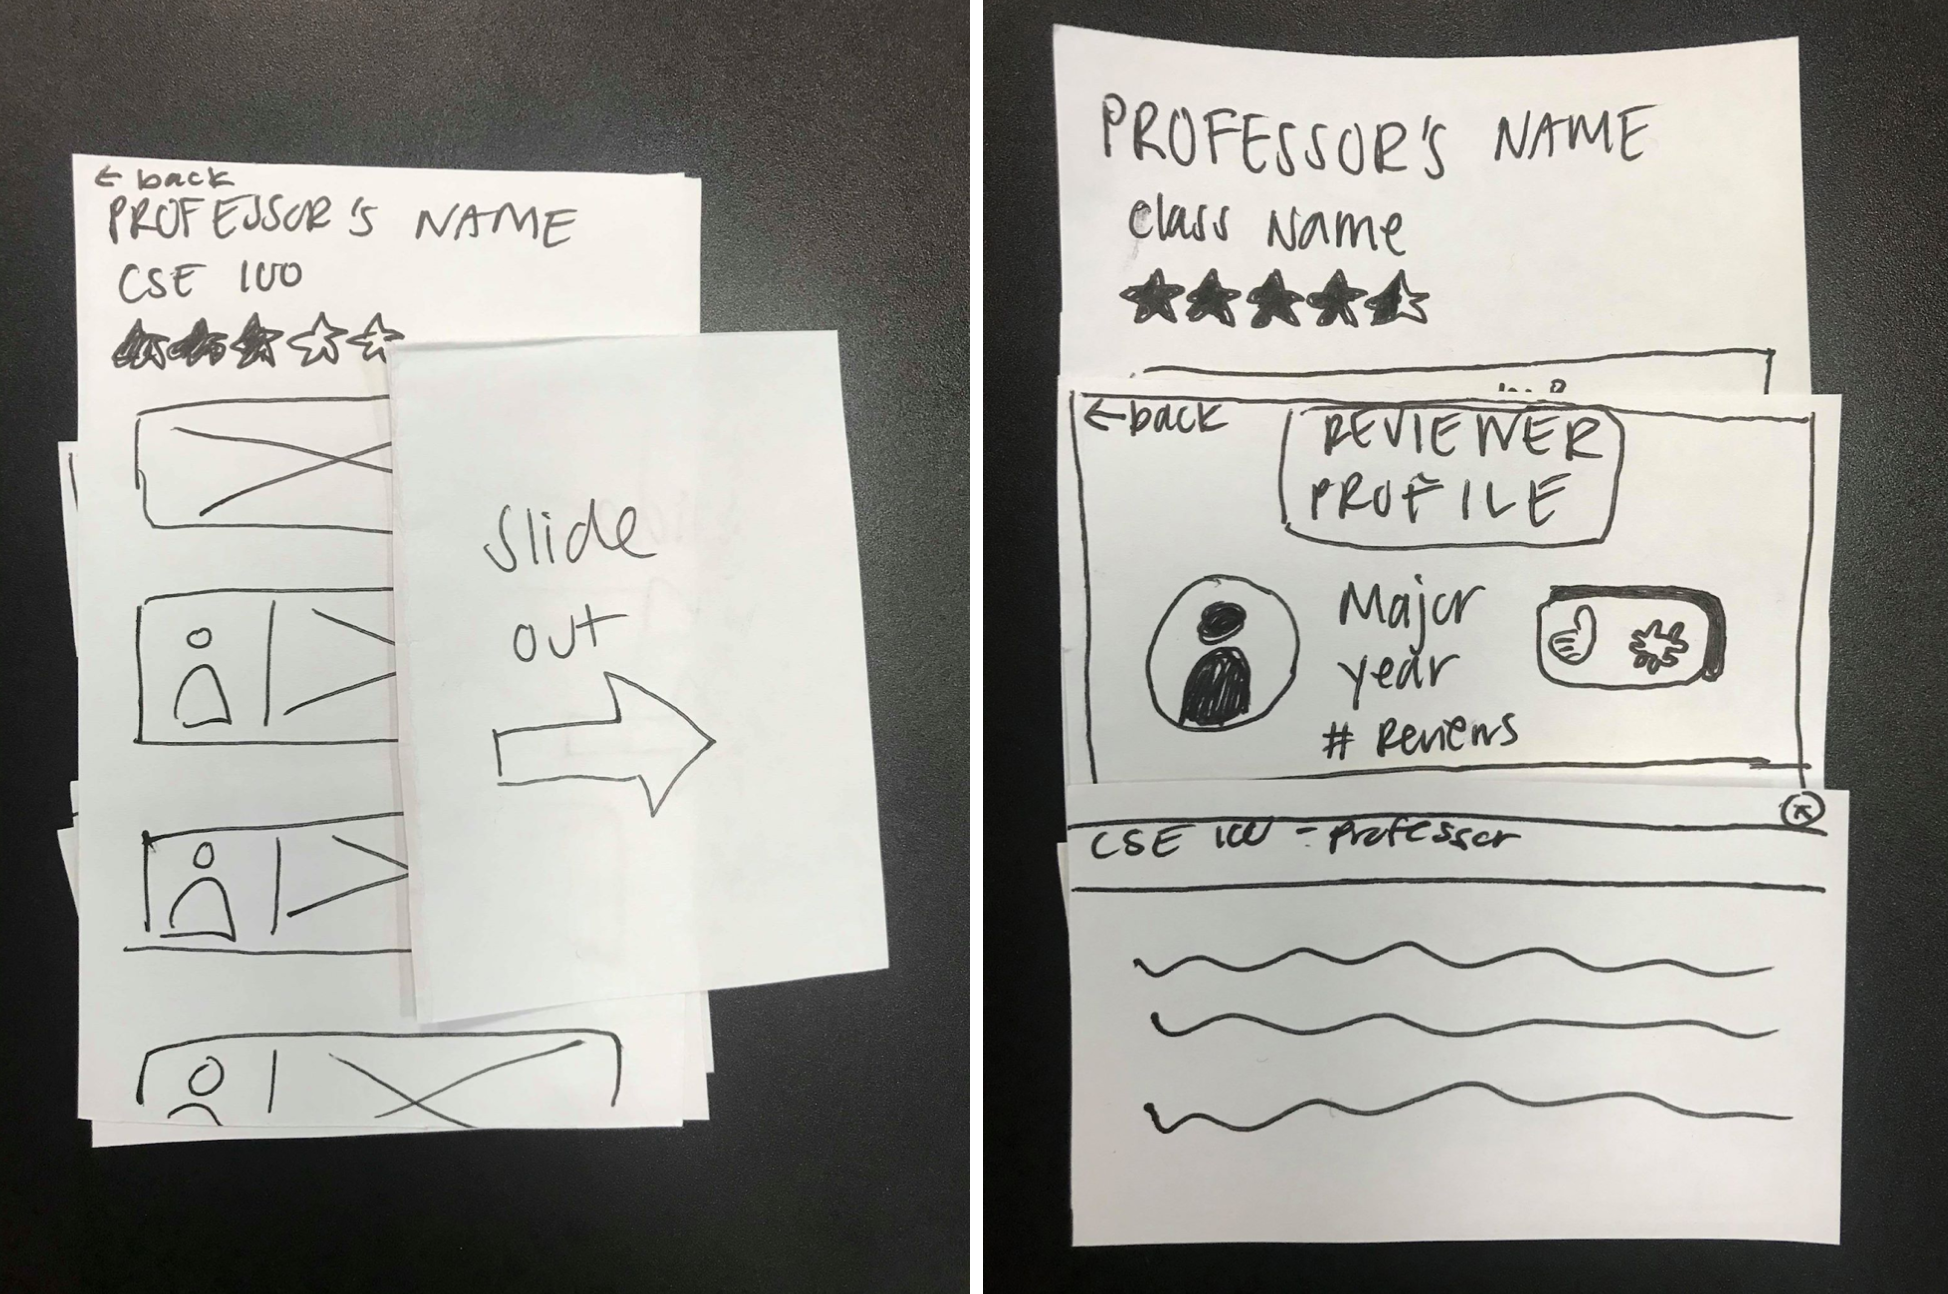 ← back
PROFESSOR'S NAME
CSE 100
slide
out
PROFESSOR'S NAME
class Name
← back
REVIEWER
PROFILE
Major
year
# Reviews
CSE 100 - Professor